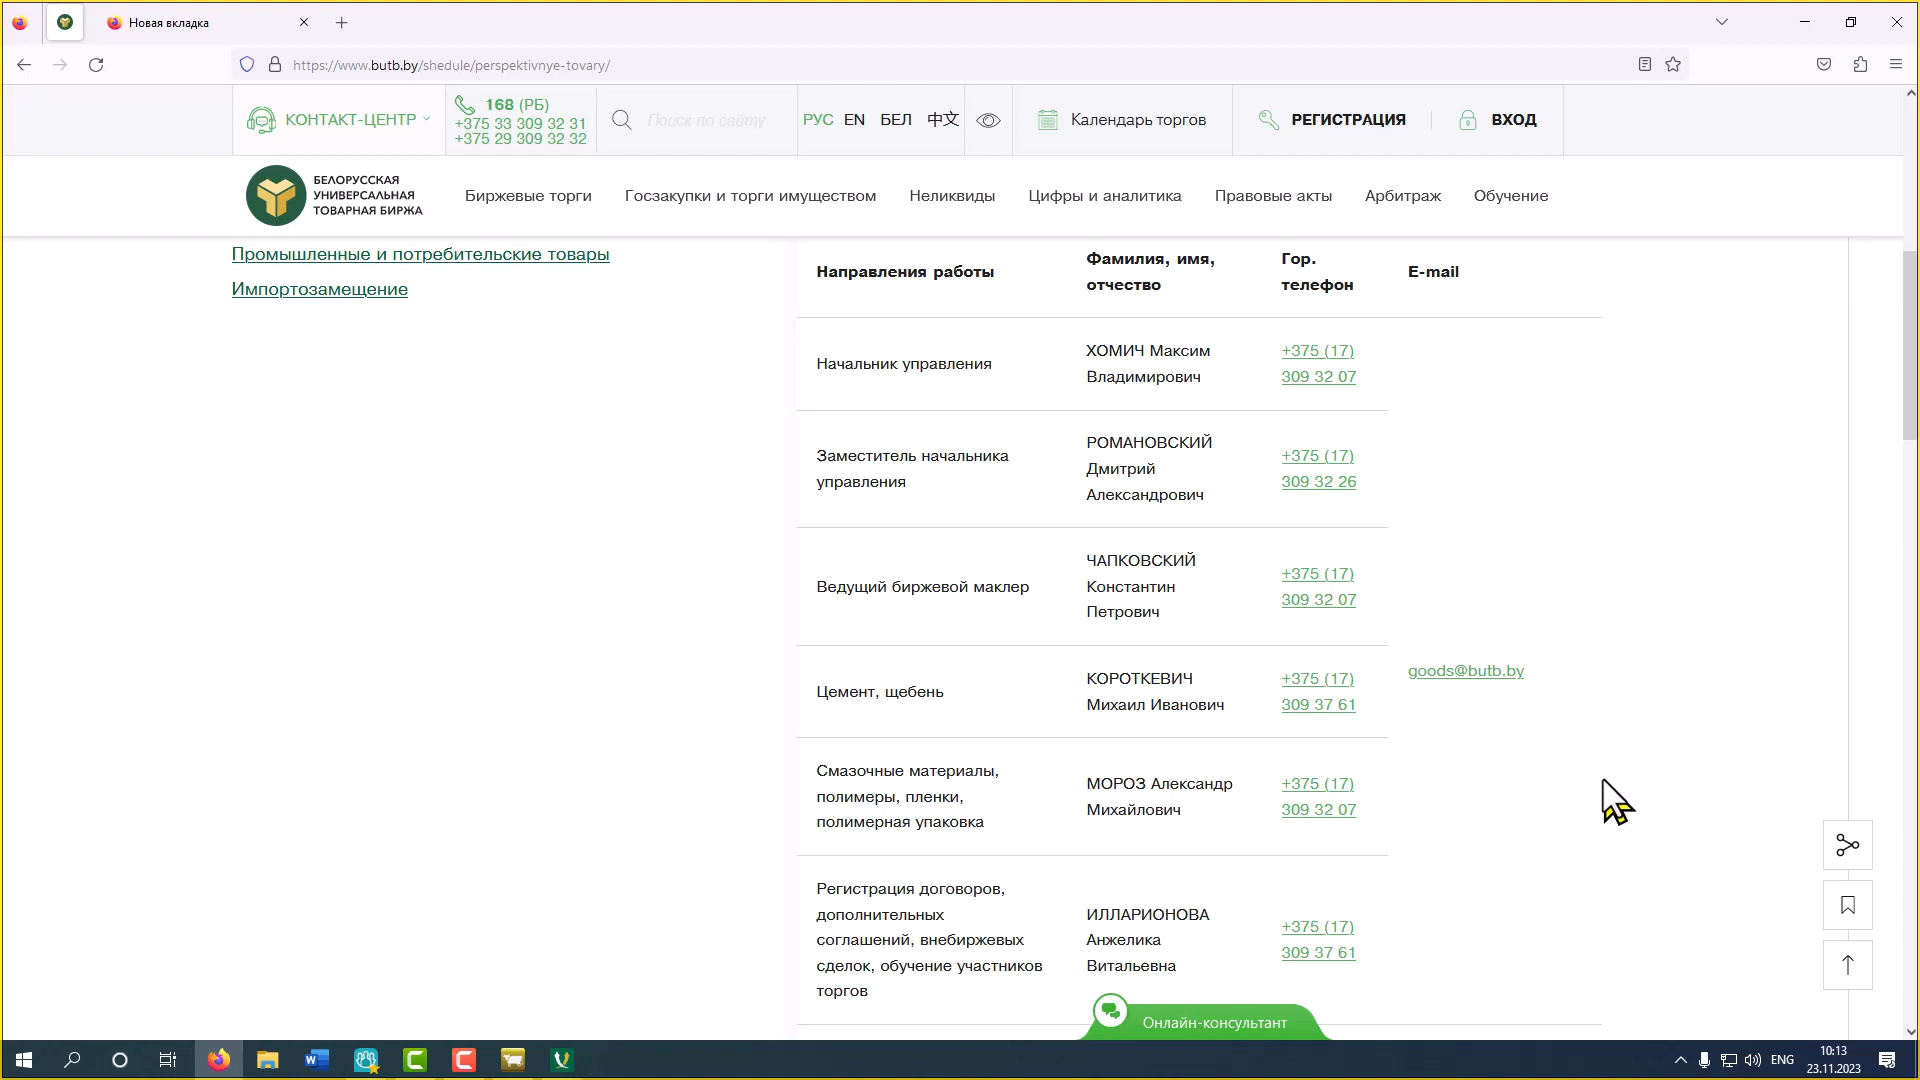 Новая вкладка
https://www.butb.by/shedule/perspektivnye-tovary/
КОНТАКТ-ЦЕНТР
168 (РБ)
+375 33 309 32 31
+375 29 309 32 32
Поиск по сайту
РУС EN БЕЛ 中文
Календарь торгов
РЕГИСТРАЦИЯ
ВХОД
БЕЛОРУССКАЯ
УНИВЕРСАЛЬНАЯ
ТОВАРНАЯ БИРЖА
Биржевые торги Госзакупки и торги имуществом Неликвиды Цифры и аналитика Правовые акты Арбитраж Обучение
Промышленные и потребительские товары
Импортозамещение
Направления работы
Фамилия, имя,
отчество
Гор.
телефон
E-mail
Начальник управления
ХОМИЧ Максим
Владимирович
+375 (17)
309 32 07
Заместитель начальника
управления
РОМАНОВСКИЙ
Дмитрий
Александрович
+375 (17)
309 32 26
Ведущий биржевой маклер
ЧАПКОВСКИЙ
Константин
Петрович
+375 (17)
309 32 07
Цемент, щебень
КОРОТКЕВИЧ
Михаил Иванович
+375 (17)
309 37 61
goods@butb.by
Смазочные материалы,
полимеры, пленки,
полимерная упаковка
МОРОЗ Александр
Михайлович
+375 (17)
309 32 07
Регистрация договоров,
дополнительных
соглашений, внебиржевых
сделок, обучение участников
торгов
ИЛЛАРИОНОВА
Анжелика
Витальевна
+375 (17)
309 37 61
Онлайн-консультант
ENG
10:13
23.11.2023